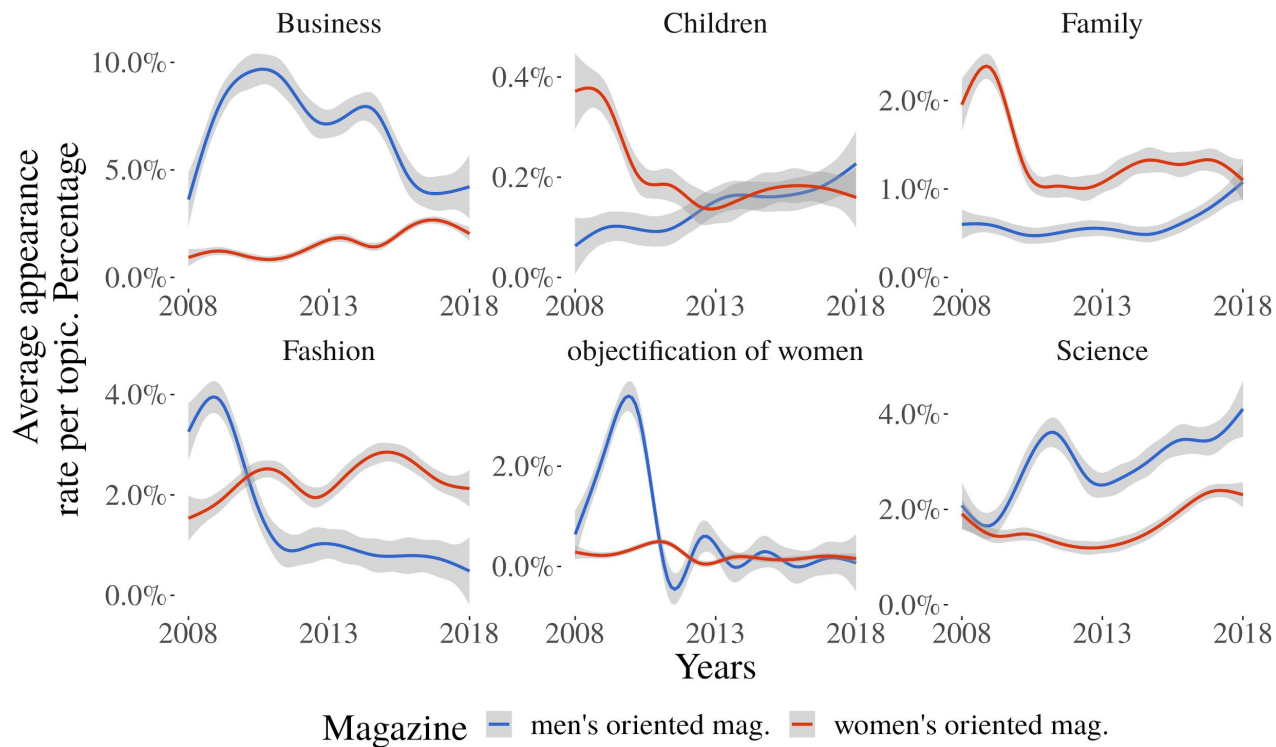 Business
Children
Family
10.0%
5.0%
0.0%
2008
2013
2018
0.4%
0.2%
0.0%
2008
2013
2018
2.0%
1.0%
0.0%
2008
2013
2018
Average appearance
rate per topic. Percentage
Fashion
objectification of women
Science
4.0%
2.0%
0.0%
2008
2013
2018
2.0%
0.0%
2008
2013
2018
4.0%
2.0%
0.0%
2008
2013
2018
Years
Magazine
men's oriented mag.
women's oriented mag.